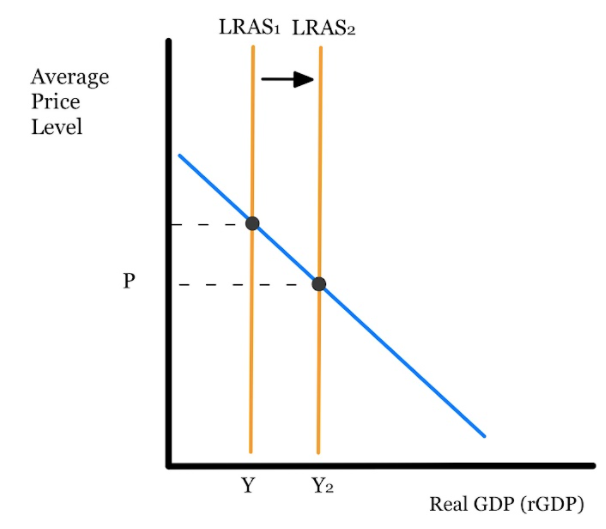 LRAS1 LRAS2
Average
Price
Level
P
Y Y2
Real GDP (rGDP)